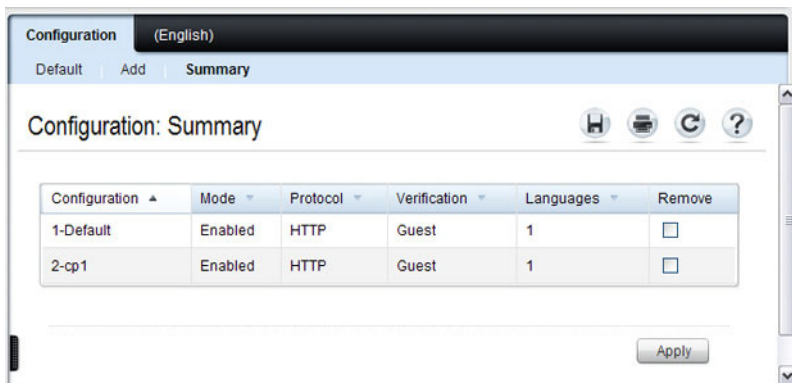 Configuration (English)
Default Add Summary
Configuration: Summary
Configuration Mode Protocol Verification Languages Remove
1-Default Enabled HTTP Guest 1
2-cp1 Enabled HTTP Guest 1
Apply